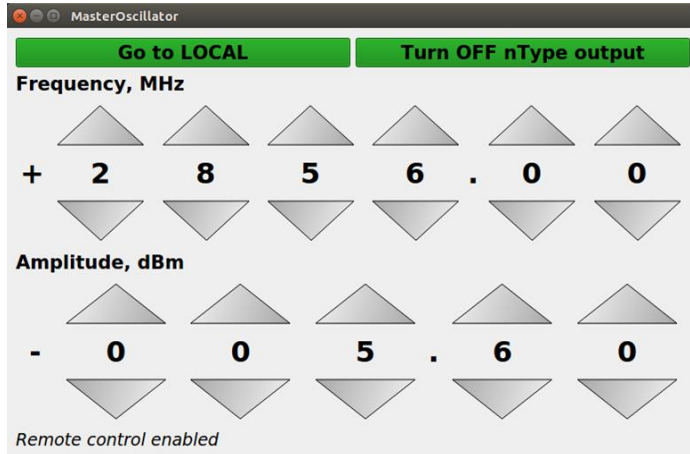 MasterOscillator
Go to LOCAL Turn OFF nType output
Frequency, MHz
+ 2 8 5 6 . 0 0
Amplitude, dBm
- 0 0 5 . 6 0
Remote control enabled